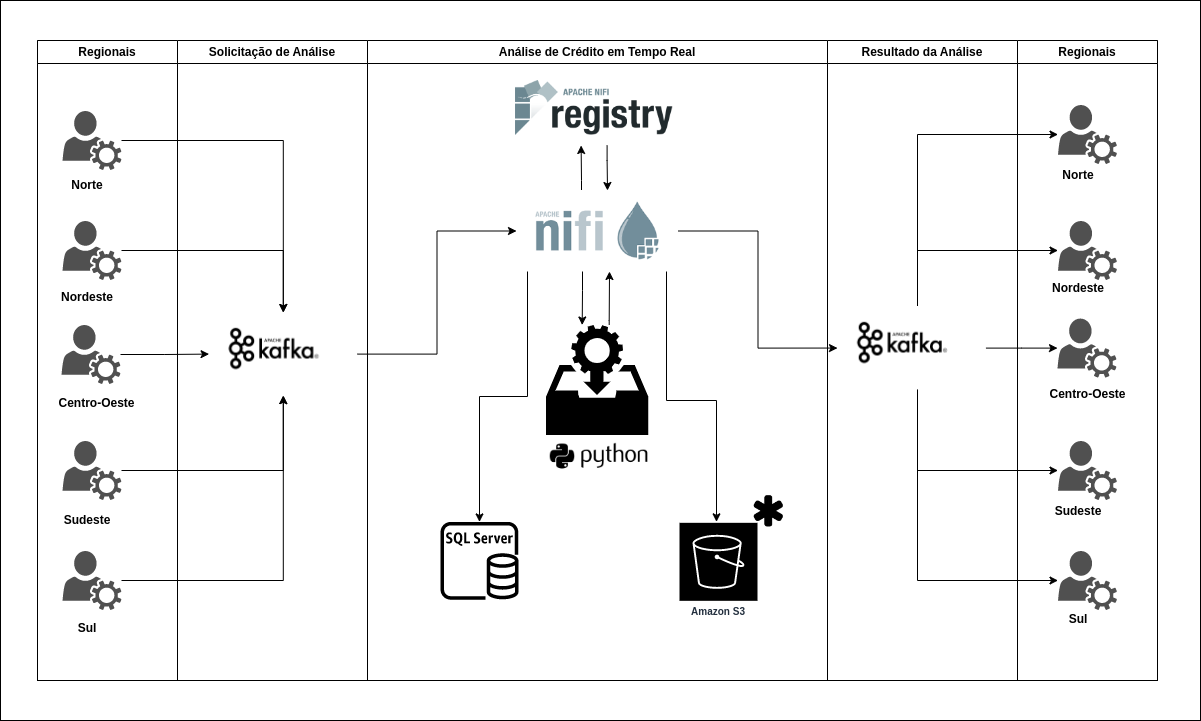 Regionais
Solicitação de Análise
Análise de Crédito em Tempo Real
Resultado da Análise
Regionais
Norte
Nordeste
Centro-Oeste
Sudeste
Sul
APACHE
kafka®
APACHE NIFI
registry
APACHE
nifi
python
SQL Server
Amazon S3
APACHE
kafka®
Norte
Nordeste
Centro-Oeste
Sudeste
Sul